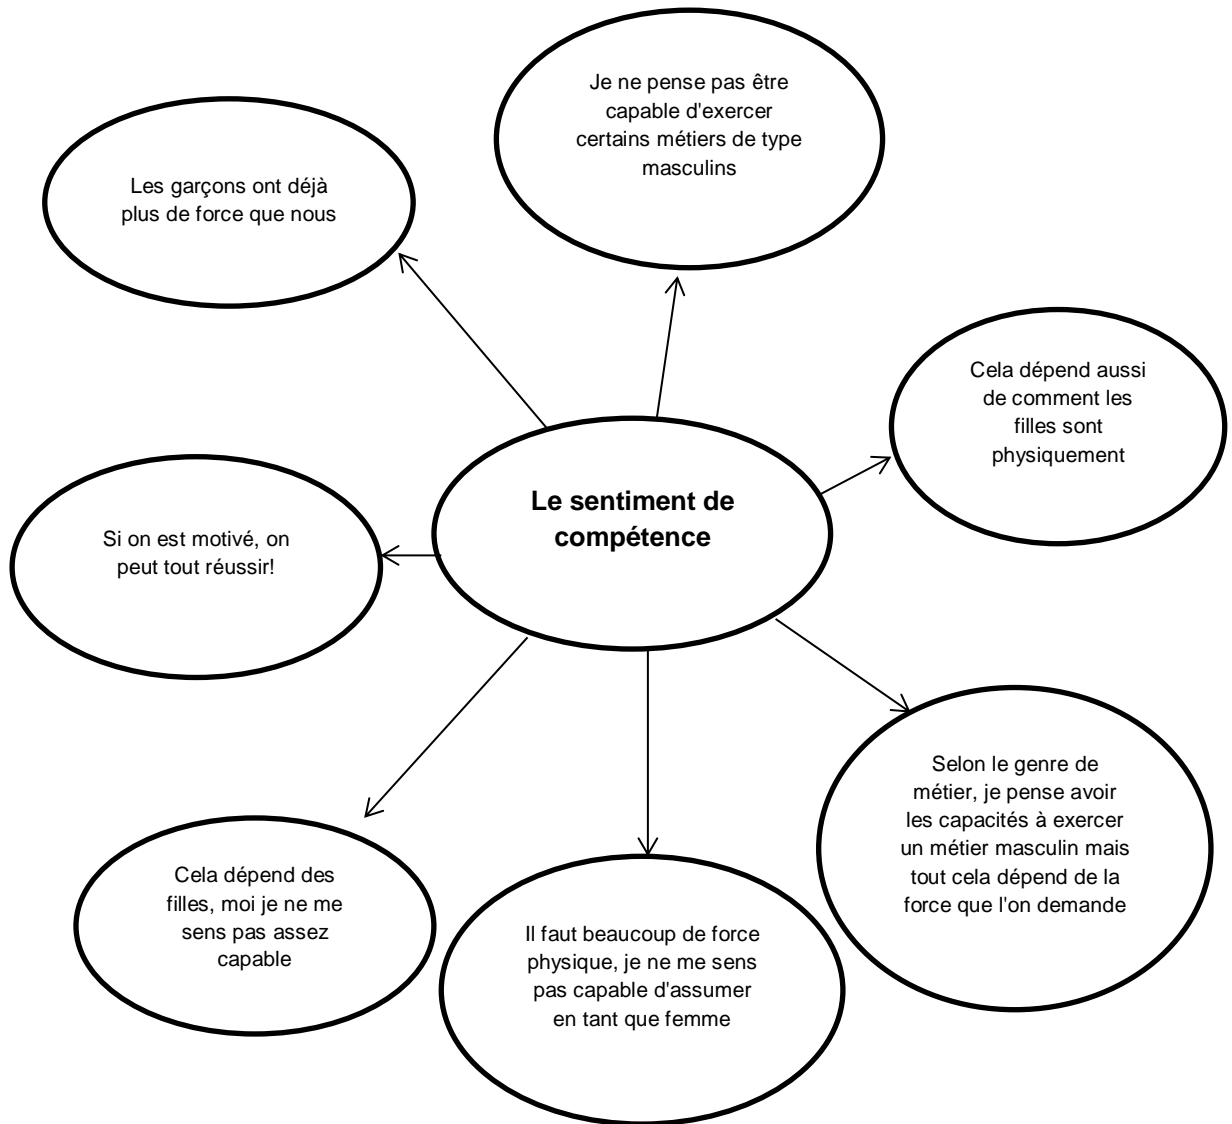 Je ne pense pas être
capable d'exercer
certains métiers de type
masculins
Les garçons ont déjà
plus de force que nous
Cela dépend aussi
de comment les
filles sont
physiquement
Le sentiment de
compétence
Si on est motivé, on
peut tout réussir!
Selon le genre de
métier, je pense avoir
les capacités à exercer
un métier masculin mais
tout cela dépend de la
force que l'on demande
Cela dépend des
filles, moi je ne me
sens pas assez
capable
Il faut beaucoup de force
physique, je ne me sens
pas capable d'assumer
en tant que femme